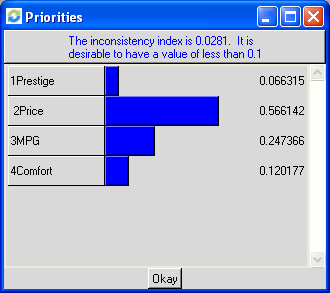 Priorities
The inconsistency index is 0.0281. It is
desirable to have a value of less than 0.1
1Prestige 0.066315
2Price 0.566142
3MPG 0.247366
4Comfort 0.120177
Okay